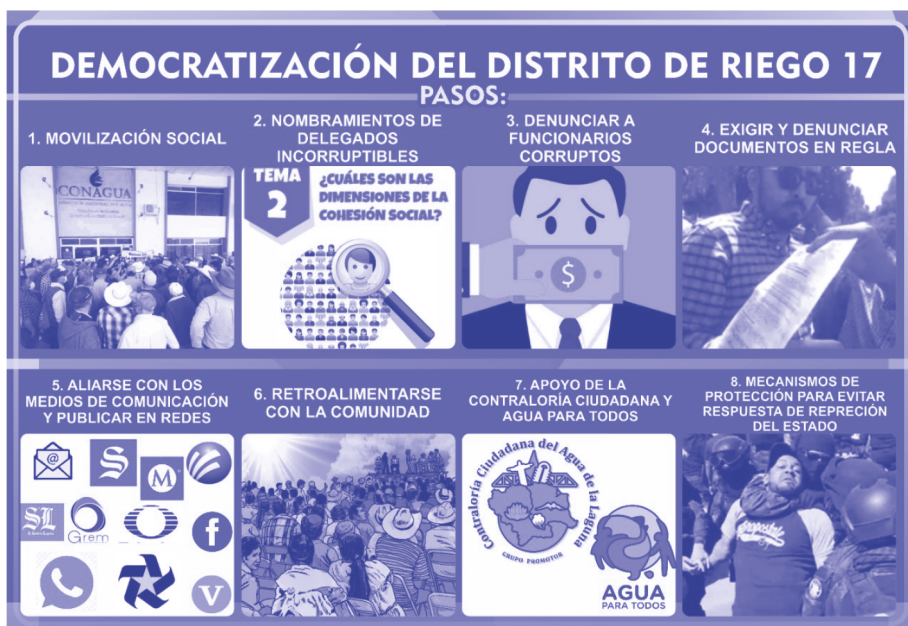 DEMOCRATIZACIÓN DEL DISTRITO DE RIEGO 17
PASOS:
1. MOVILIZACIÓN SOCIAL
2. NOMBRAMIENTOS DE
DELEGADOS
INCORRUPTIBLES
3. DENUNCIAR A
FUNCIONARIOS
CORRUPTOS
4. EXIGIR Y DENUNCIAR
DOCUMENTOS EN REGLA
CONAGUA
TEMA
2
¿CUÁLES SON LAS
DIMENSIONES DE LA
COHESIÓN SOCIAL?
$
5. ALIARSE CON LOS
MEDIOS DE COMUNICACIÓN
Y PUBLICAR EN REDES
6. RETROALIMENTARSE
CON LA COMUNIDAD
7. APOYO DE LA
CONTRALORÍA CIUDADANA Y
AGUA PARA TODOS
8. MECANISMOS DE
PROTECCIÓN PARA EVITAR
RESPUESTA DE REPRECIÓN
DEL ESTADO
@
S
M
SL
Grem
f
V
Contraloría Ciudadana del Agua de la Laguna
GRUPO PROMOTOR
AGUA
PARA TODOS